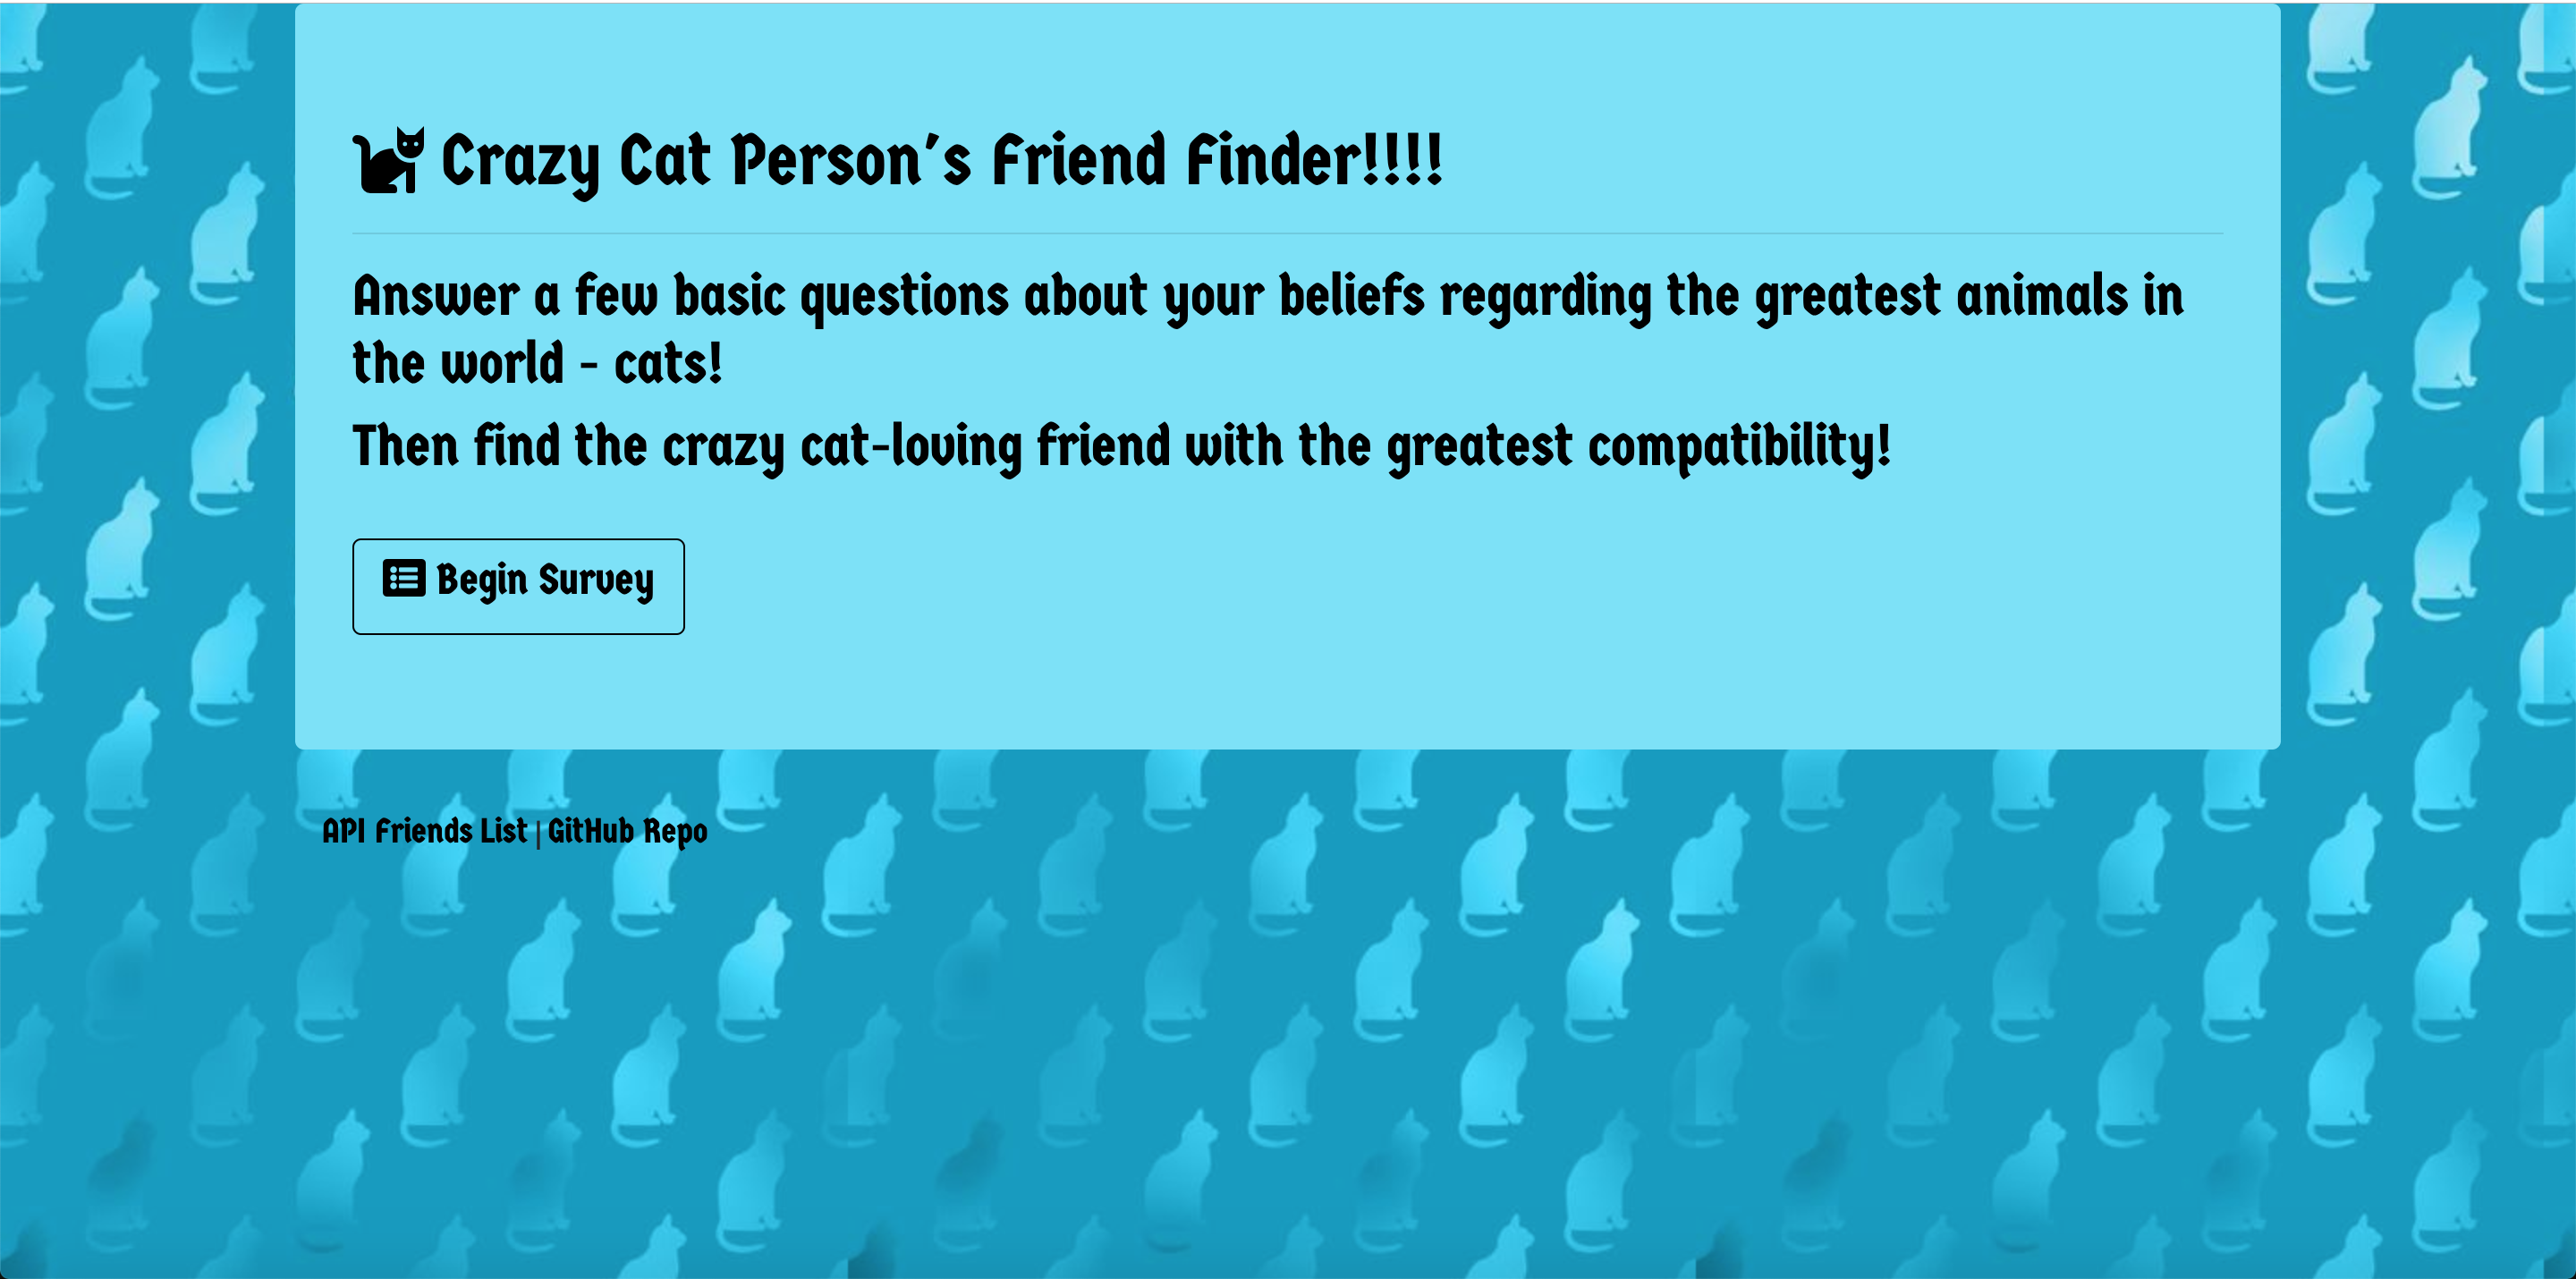 Crazy Cat Person's Friend Finder!!!!
Answer a few basic questions about your beliefs regarding the greatest animals in
the world - cats!
Then find the crazy cat-loving friend with the greatest compatibility!
Begin Survey
API Friends List | GitHub Repo